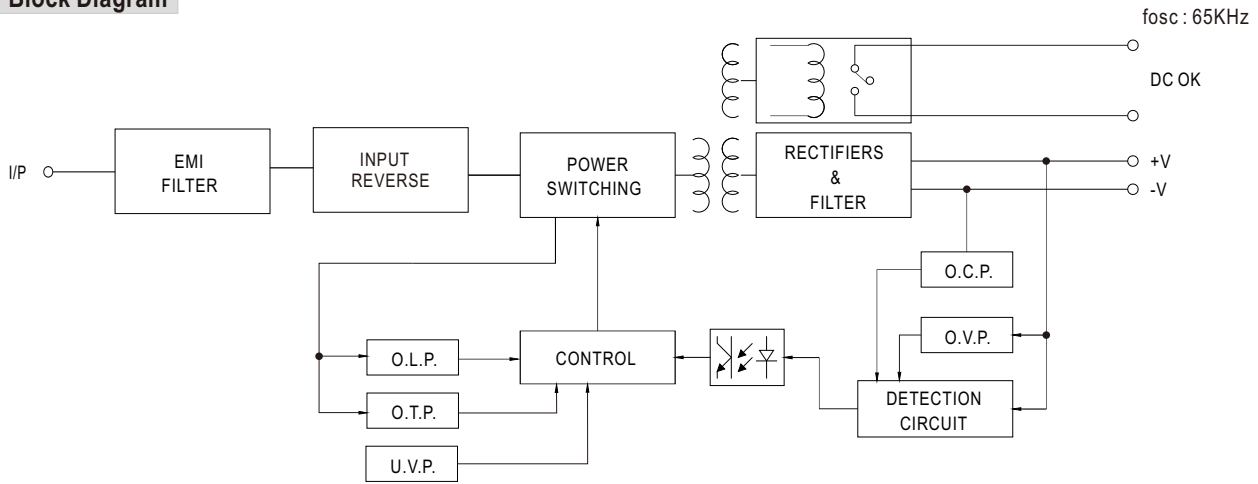 Block Diagram
fosc : 65KHz
DC OK
I/P
EMI
FILTER
INPUT
REVERSE
POWER
SWITCHING
RECTIFIERS
&
FILTER
+V
-V
O.C.P.
O.V.P.
O.L.P.
CONTROL
DETECTION
CIRCUIT
O.T.P.
U.V.P.